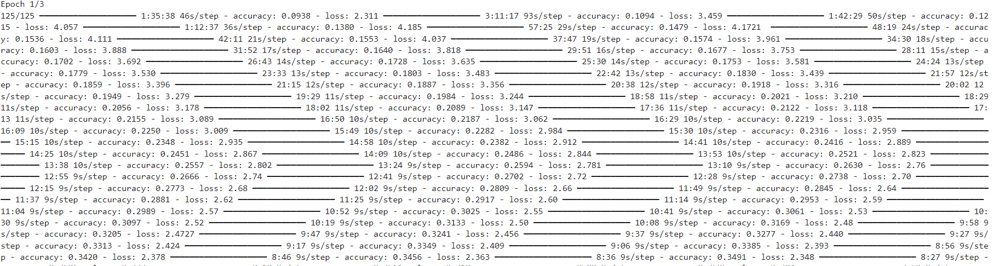 Epoch 1/3
125/125 ━━━━━━━━━━━━━━━━━━━━ 1:35:38 46s/step - accuracy: 0.0938 - loss: 2.311 ━━━━━━━━━━━━━━━━━━━━ 3:11:17 93s/step - accuracy: 0.1094 - loss: 3.459 ━━━━━━━━━━━━━━━━━━━━ 1:42:29 50s/step - accuracy: 0.12
15 - loss: 4.057 ━━━━━━━━━━━━━━━━━━━━ 1:12:37 36s/step - accuracy: 0.1380 - loss: 4.185 ━━━━━━━━━━━━━━━━━━━━ 57:25 29s/step - accuracy: 0.1479 - loss: 4.1721 ━━━━━━━━━━━━━━━━━━━━ 48:19 24s/step - accurac
y: 0.1536 - loss: 4.111 ━━━━━━━━━━━━━━━━━━━━ 42:11 21s/step - accuracy: 0.1553 - loss: 4.037 ━━━━━━━━━━━━━━━━━━━━ 37:47 19s/step - accuracy: 0.1574 - loss: 3.961 ━━━━━━━━━━━━━━━━━━━━ 34:30 18s/step - accu
racy: 0.1603 - loss: 3.888 ━━━━━━━━━━━━━━━━━━━━ 31:52 17s/step - accuracy: 0.1640 - loss: 3.818 ━━━━━━━━━━━━━━━━━━━━ 29:51 16s/step - accuracy: 0.1677 - loss: 3.753 ━━━━━━━━━━━━━━━━━━━━ 28:11 15s/step - a
ccuracy: 0.1702 - loss: 3.692 ━━━━━━━━━━━━━━━━━━━━ 26:43 14s/step - accuracy: 0.1728 - loss: 3.635 ━━━━━━━━━━━━━━━━━━━━ 25:30 14s/step - accuracy: 0.1753 - loss: 3.581 ━━━━━━━━━━━━━━━━━━━━ 24:24 13s/step
- accuracy: 0.1779 - loss: 3.530 ━━━━━━━━━━━━━━━━━━━━ 23:33 13s/step - accuracy: 0.1803 - loss: 3.483 ━━━━━━━━━━━━━━━━━━━━ 22:42 13s/step - accuracy: 0.1830 - loss: 3.439 ━━━━━━━━━━━━━━━━━━━━ 21:57 12s/st
ep - accuracy: 0.1859 - loss: 3.396 ━━━━━━━━━━━━━━━━━━━━ 21:15 12s/step - accuracy: 0.1887 - loss: 3.356 ━━━━━━━━━━━━━━━━━━━━ 20:38 12s/step - accuracy: 0.1918 - loss: 3.316 ━━━━━━━━━━━━━━━━━━━━ 20:02 12
s/step - accuracy: 0.1949 - loss: 3.279 ━━━━━━━━━━━━━━━━━━━━ 19:29 11s/step - accuracy: 0.1984 - loss: 3.244 ━━━━━━━━━━━━━━━━━━━━ 18:58 11s/step - accuracy: 0.2021 - loss: 3.210 ━━━━━━━━━━━━━━━━━━━━ 18:29
11s/step - accuracy: 0.2056 - loss: 3.178 ━━━━━━━━━━━━━━━━━━━━ 18:02 11s/step - accuracy: 0.2089 - loss: 3.147 ━━━━━━━━━━━━━━━━━━━━ 17:36 11s/step - accuracy: 0.2122 - loss: 3.118 ━━━━━━━━━━━━━━━━━━━━ 17:
13 11s/step - accuracy: 0.2155 - loss: 3.089 ━━━━━━━━━━━━━━━━━━━━ 16:50 10s/step - accuracy: 0.2187 - loss: 3.062 ━━━━━━━━━━━━━━━━━━━━ 16:29 10s/step - accuracy: 0.2219 - loss: 3.035 ━━━━━━━━━━━━━━━━━━━━
16:09 10s/step - accuracy: 0.2250 - loss: 3.009 ━━━━━━━━━━━━━━━━━━━━ 15:49 10s/step - accuracy: 0.2282 - loss: 2.984 ━━━━━━━━━━━━━━━━━━━━ 15:30 10s/step - accuracy: 0.2316 - loss: 2.959 ━━━━━━━━━━━━━━━━━━
━━ 15:15 10s/step - accuracy: 0.2348 - loss: 2.935 ━━━━━━━━━━━━━━━━━━━━ 14:58 10s/step - accuracy: 0.2382 - loss: 2.912 ━━━━━━━━━━━━━━━━━━━━ 14:41 10s/step - accuracy: 0.2416 - loss: 2.889 ━━━━━━━━━━━━━━━
━━━━━ 14:25 10s/step - accuracy: 0.2451 - loss: 2.867 ━━━━━━━━━━━━━━━━━━━━ 14:09 10s/step - accuracy: 0.2486 - loss: 2.844 ━━━━━━━━━━━━━━━━━━━━ 13:53 10s/step - accuracy: 0.2521 - loss: 2.823 ━━━━━━━━━━━━
━━━━━━━━ 13:38 10s/step - accuracy: 0.2557 - loss: 2.802 ━━━━━━━━━━━━━━━━━━━━ 13:24 9s/step - accuracy: 0.2594 - loss: 2.781 ━━━━━━━━━━━━━━━━━━━━ 13:10 9s/step - accuracy: 0.2630 - loss: 2.76 ━━━━━━━━━━━━
━━━━━━━━ 12:55 9s/step - accuracy: 0.2666 - loss: 2.74 ━━━━━━━━━━━━━━━━━━━━ 12:41 9s/step - accuracy: 0.2702 - loss: 2.72 ━━━━━━━━━━━━━━━━━━━━ 12:28 9s/step - accuracy: 0.2738 - loss: 2.70 ━━━━━━━━━━━━━━━
━━━━━ 12:15 9s/step - accuracy: 0.2773 - loss: 2.68 ━━━━━━━━━━━━━━━━━━━━ 12:02 9s/step - accuracy: 0.2809 - loss: 2.66 ━━━━━━━━━━━━━━━━━━━━ 11:49 9s/step - accuracy: 0.2845 - loss: 2.64 ━━━━━━━━━━━━━━━━━━
━━ 11:37 9s/step - accuracy: 0.2881 - loss: 2.62 ━━━━━━━━━━━━━━━━━━━━ 11:25 9s/step - accuracy: 0.2917 - loss: 2.60 ━━━━━━━━━━━━━━━━━━━━ 11:14 9s/step - accuracy: 0.2953 - loss: 2.59 ━━━━━━━━━━━━━━━━━━━━
11:04 9s/step - accuracy: 0.2989 - loss: 2.57 ━━━━━━━━━━━━━━━━━━━━ 10:52 9s/step - accuracy: 0.3025 - loss: 2.55 ━━━━━━━━━━━━━━━━━━━━ 10:41 9s/step - accuracy: 0.3061 - loss: 2.53 ━━━━━━━━━━━━━━━━━━━━ 10:
30 9s/step - accuracy: 0.3097 - loss: 2.52 ━━━━━━━━━━━━━━━━━━━━ 10:19 9s/step - accuracy: 0.3133 - loss: 2.50 ━━━━━━━━━━━━━━━━━━━━ 10:08 9s/step - accuracy: 0.3169 - loss: 2.48 ━━━━━━━━━━━━━━━━━━━━ 9:58 9
s/step - accuracy: 0.3205 - loss: 2.4727 ━━━━━━━━━━━━━━━━━━━━ 9:47 9s/step - accuracy: 0.3241 - loss: 2.456 ━━━━━━━━━━━━━━━━━━━━ 9:37 9s/step - accuracy: 0.3277 - loss: 2.440 ━━━━━━━━━━━━━━━━━━━━ 9:27 9s/
step - accuracy: 0.3313 - loss: 2.424 ━━━━━━━━━━━━━━━━━━━━ 9:17 9s/step - accuracy: 0.3349 - loss: 2.409 ━━━━━━━━━━━━━━━━━━━━ 9:06 9s/step - accuracy: 0.3385 - loss: 2.393 ━━━━━━━━━━━━━━━━━━━━ 8:56 9s/ste
p - accuracy: 0.3420 - loss: 2.378 ━━━━━━━━━━━━━━━━━━━━ 8:46 9s/step - accuracy: 0.3456 - loss: 2.363 ━━━━━━━━━━━━━━━━━━━━ 8:36 9s/step - accuracy: 0.3491 - loss: 2.348 ━━━━━━━━━━━━━━━━━━━━ 8:27 9s/step -